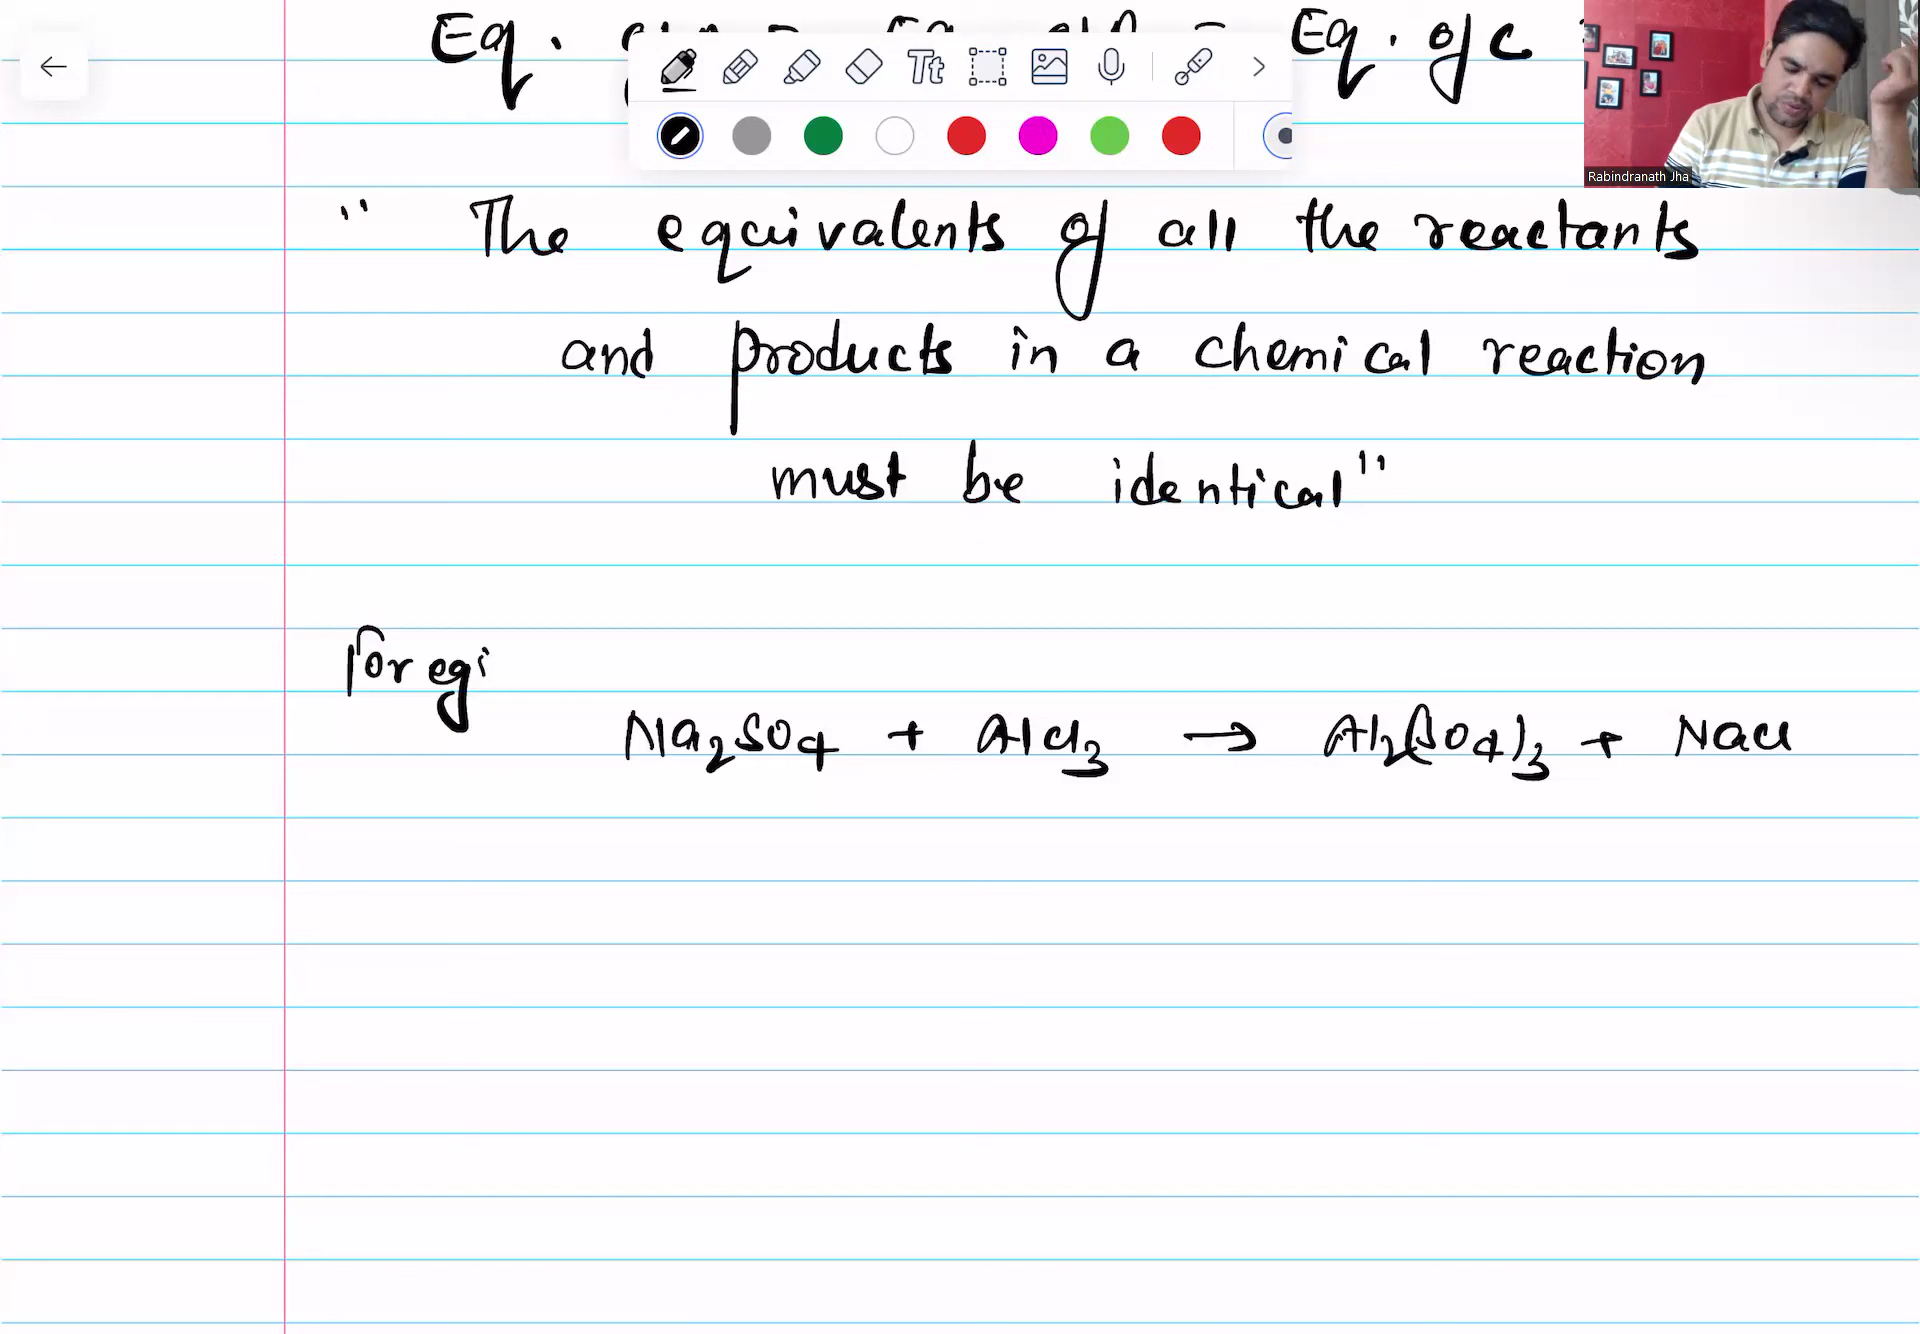 Eq. Eq. of C
Tt
Rabindranath Jha
" The equivalents of all the reactants
and products in a chemical reaction
must be identical "
For eg:
Na₂SO₄ + AlCl₃ → Al₂(SO₄)₃ + NaCl